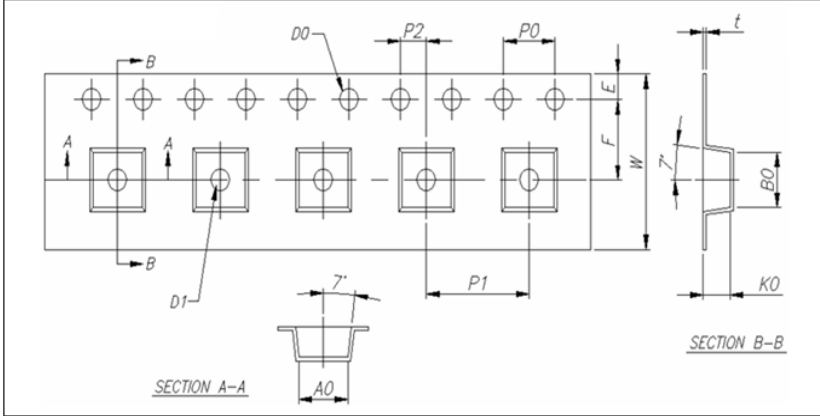 B
D0
P2
P0
t
E
A
A
F
W
7°
B0
B
D1
7°
P1
K0
A0
SECTION A-A
SECTION B-B